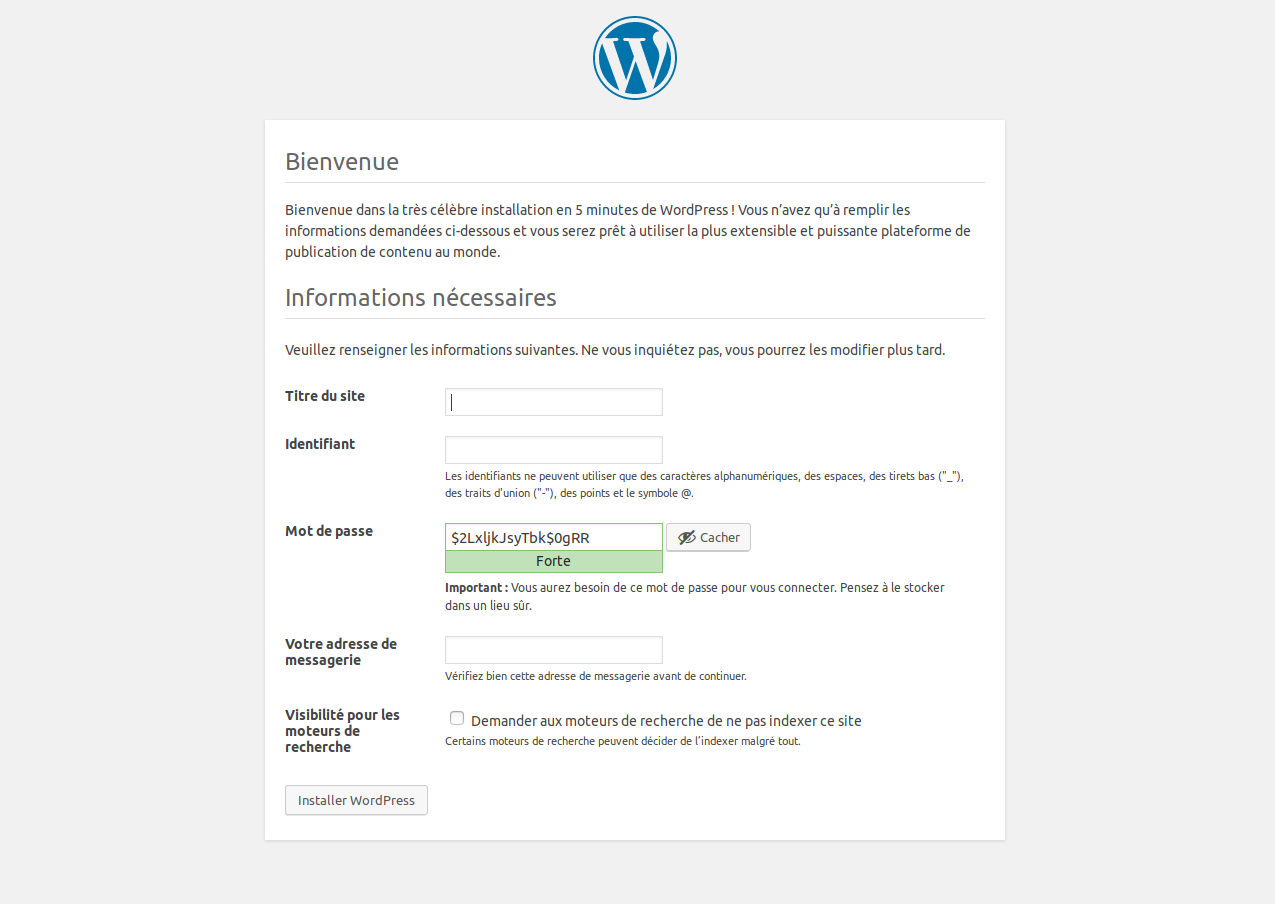 Bienvenue
Bienvenue dans la très célèbre installation en 5 minutes de WordPress ! Vous n’avez qu’à remplir les
informations demandées ci-dessous et vous serez prêt à utiliser la plus extensible et puissante plateforme de
publication de contenu au monde.
Informations nécessaires
Veuillez renseigner les informations suivantes. Ne vous inquiétez pas, vous pourrez les modifier plus tard.
Titre du site
Identifiant
Les identifiants ne peuvent utiliser que des caractères alphanumériques, des espaces, des tirets bas ("_"),
des traits d'union ("-"), des points et le symbole @.
Mot de passe
$2LxljkJsyTbk$0gRR
Cacher
Forte
Important : Vous aurez besoin de ce mot de passe pour vous connecter. Pensez à le stocker
dans un lieu sûr.
Votre adresse de
messagerie
Vérifiez bien cette adresse de messagerie avant de continuer.
Visibilité pour les
moteurs de
recherche
Demander aux moteurs de recherche de ne pas indexer ce site
Certains moteurs de recherche peuvent décider de l’indexer malgré tout.
Installer WordPress